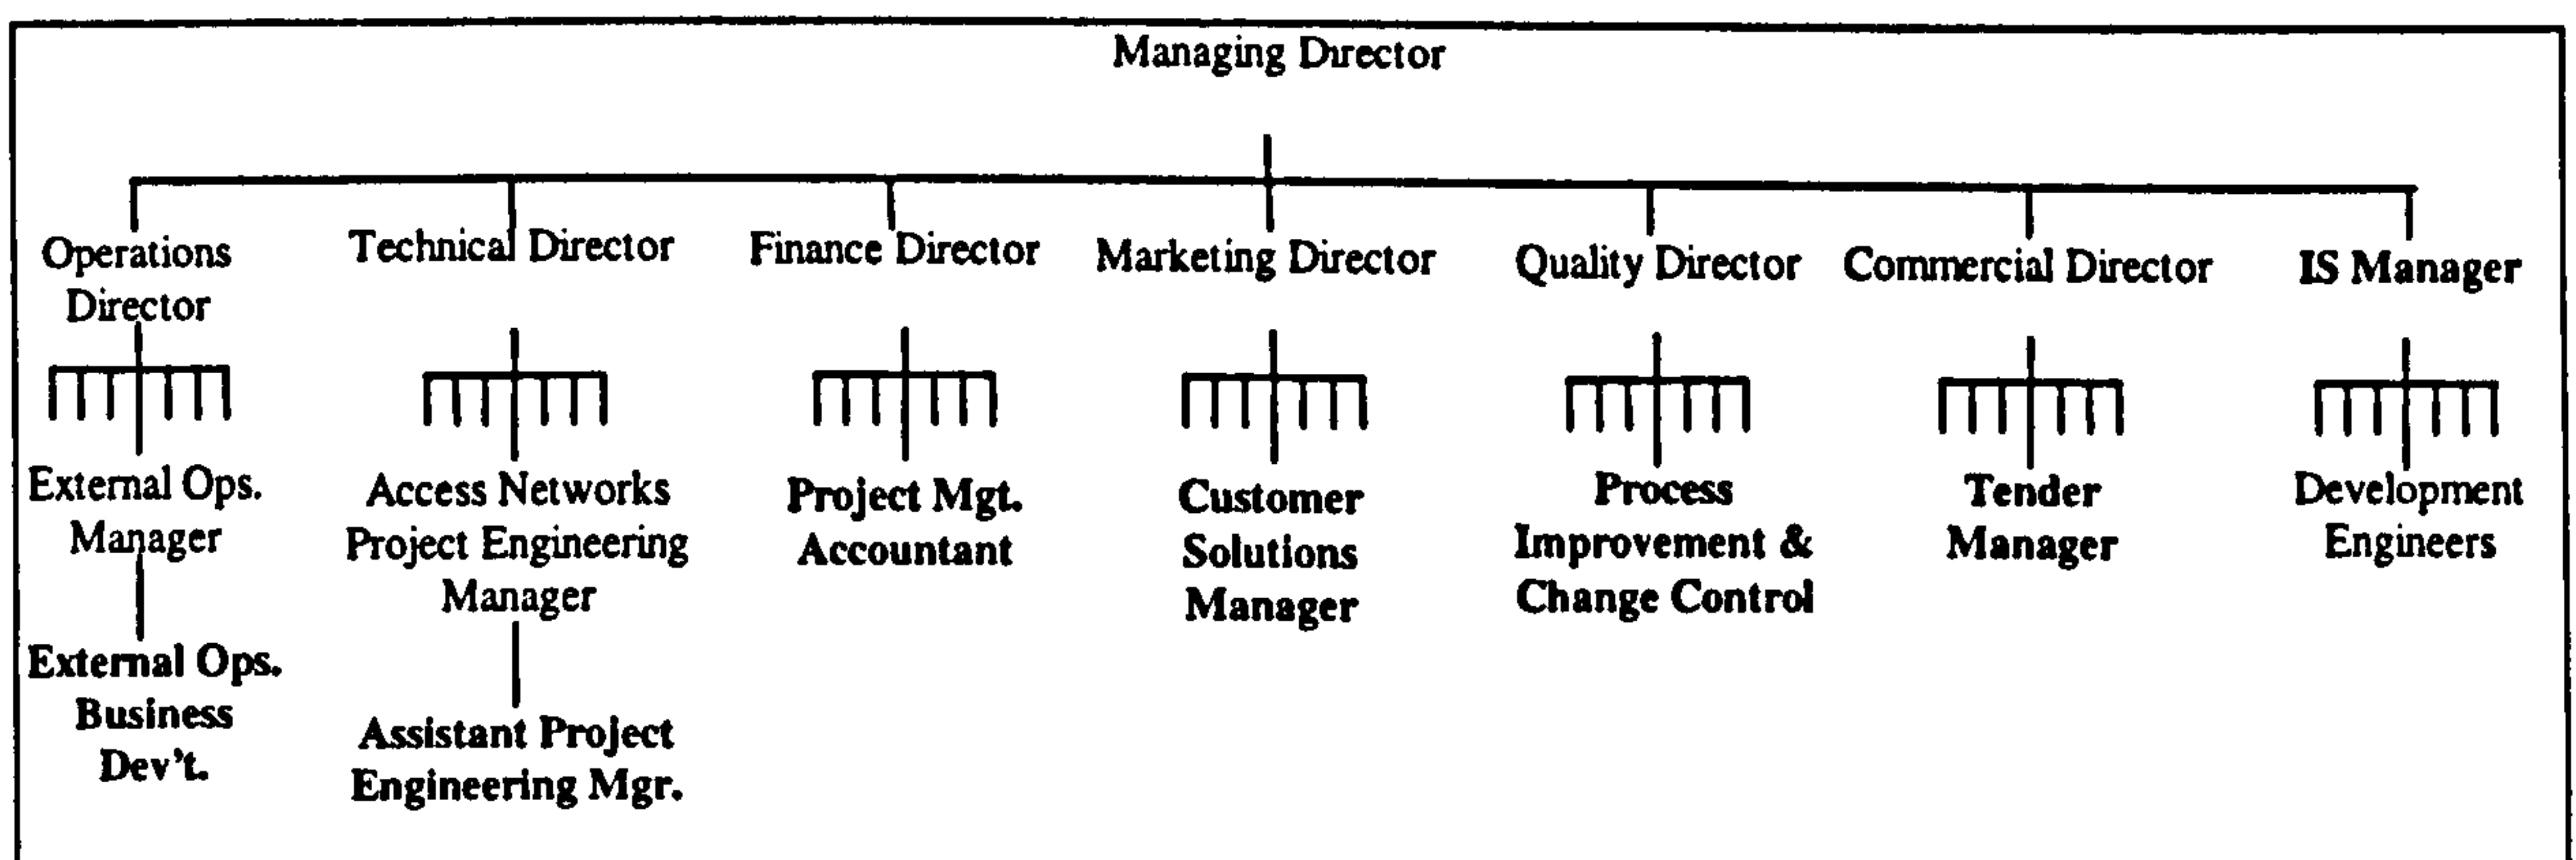 Managing Director
Operations
Director
Technical Director
Finance Director
Marketing Director
Quality Director
Commercial Director
IS Manager
External Ops.
Manager
Access Networks
Project Engineering
Manager
Project Mgt.
Accountant
Customer
Solutions
Manager
Process
Improvement &
Change Control
Tender
Manager
Development
Engineers
External Ops.
Business
Dev't.
Assistant Project
Engineering Mgr.